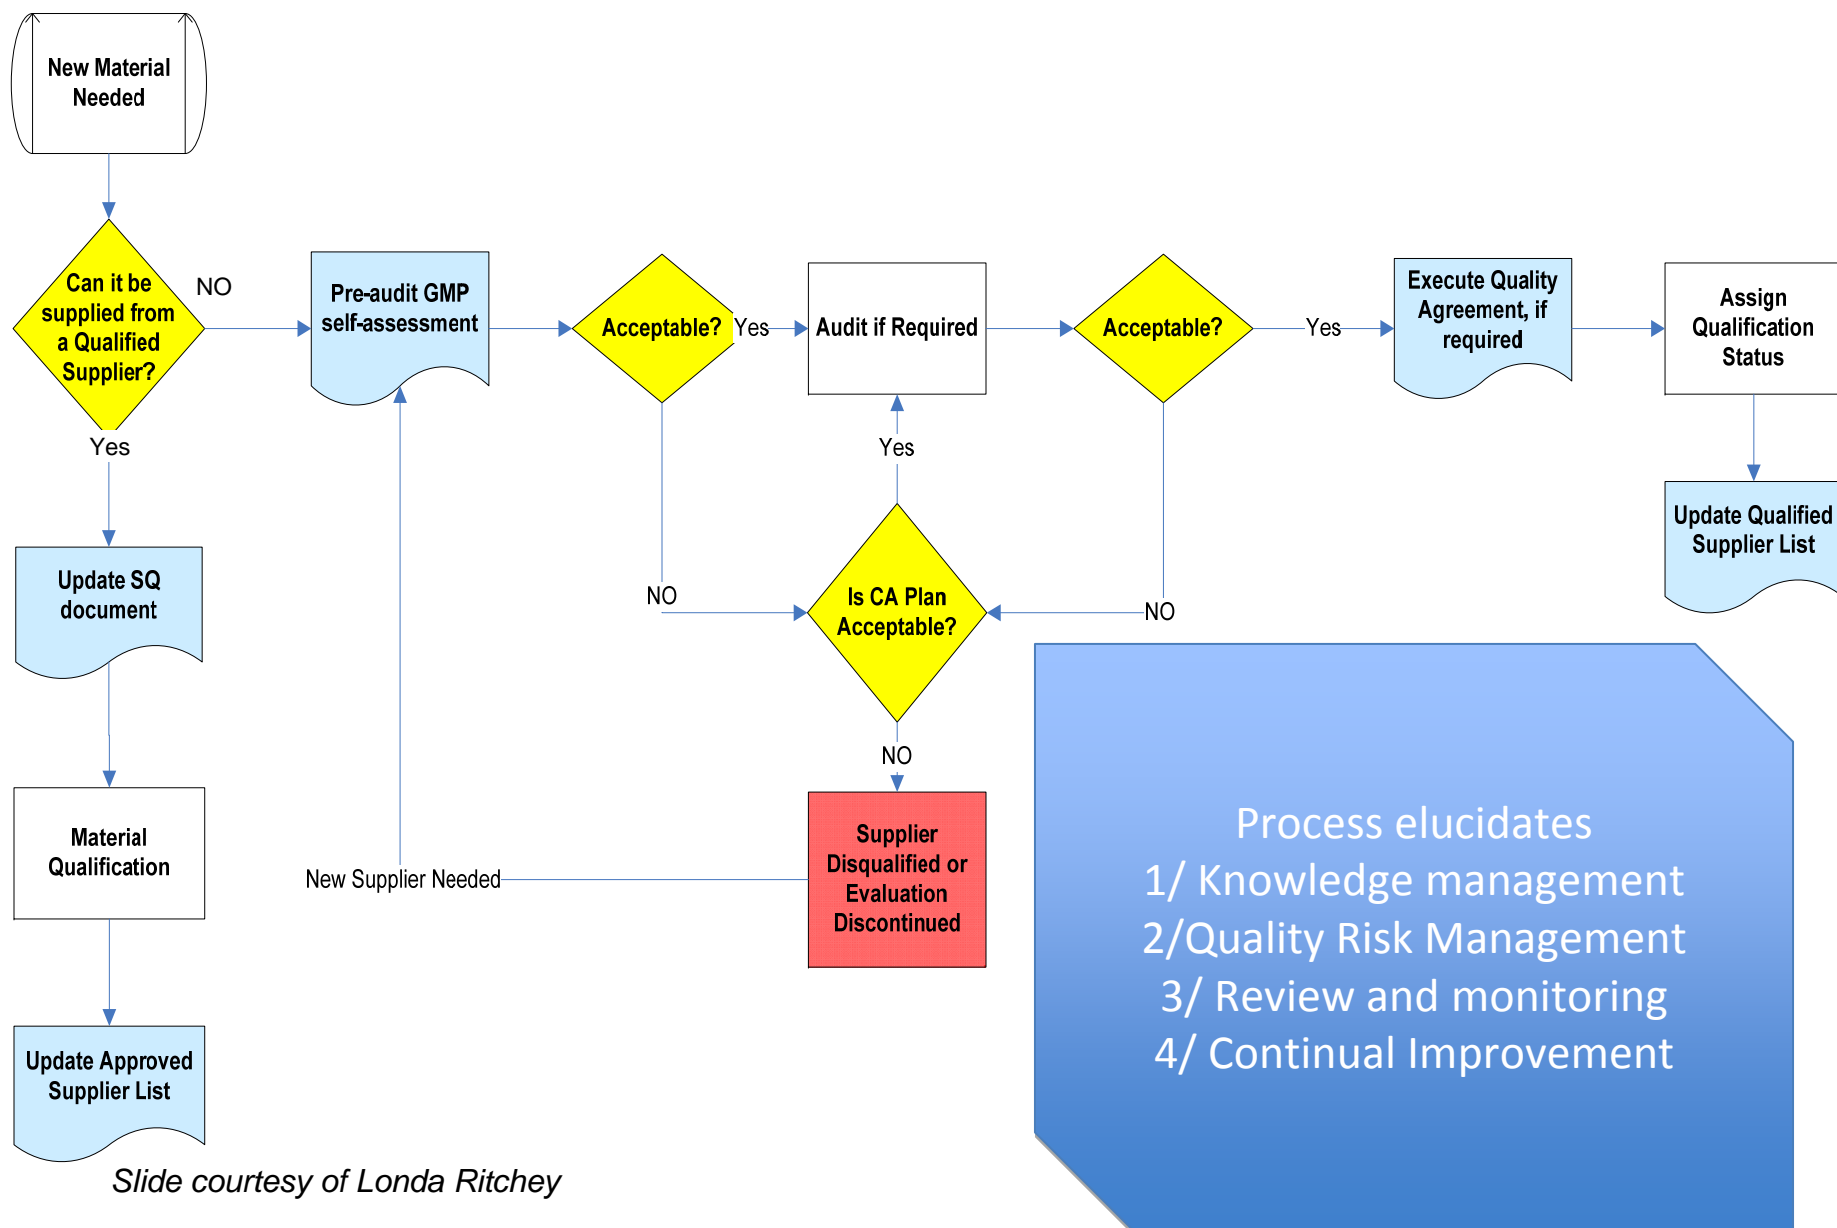 New Material
Needed
Can it be
supplied from
a Qualified
Supplier?
NO
Yes
Update SQ
document
Material
Qualification
Update Approved
Supplier List
Pre-audit GMP
self-assessment
Acceptable?
Yes
NO
Audit if Required
Acceptable?
Yes
NO
Execute Quality
Agreement, if
required
Assign
Qualification
Status
Update Qualified
Supplier List
Yes
Is CA Plan
Acceptable?
NO
Supplier
Disqualified or
Evaluation
Discontinued
New Supplier Needed
Process elucidates
1/ Knowledge management
2/Quality Risk Management
3/ Review and monitoring
4/ Continual Improvement
Slide courtesy of Londa Ritchey